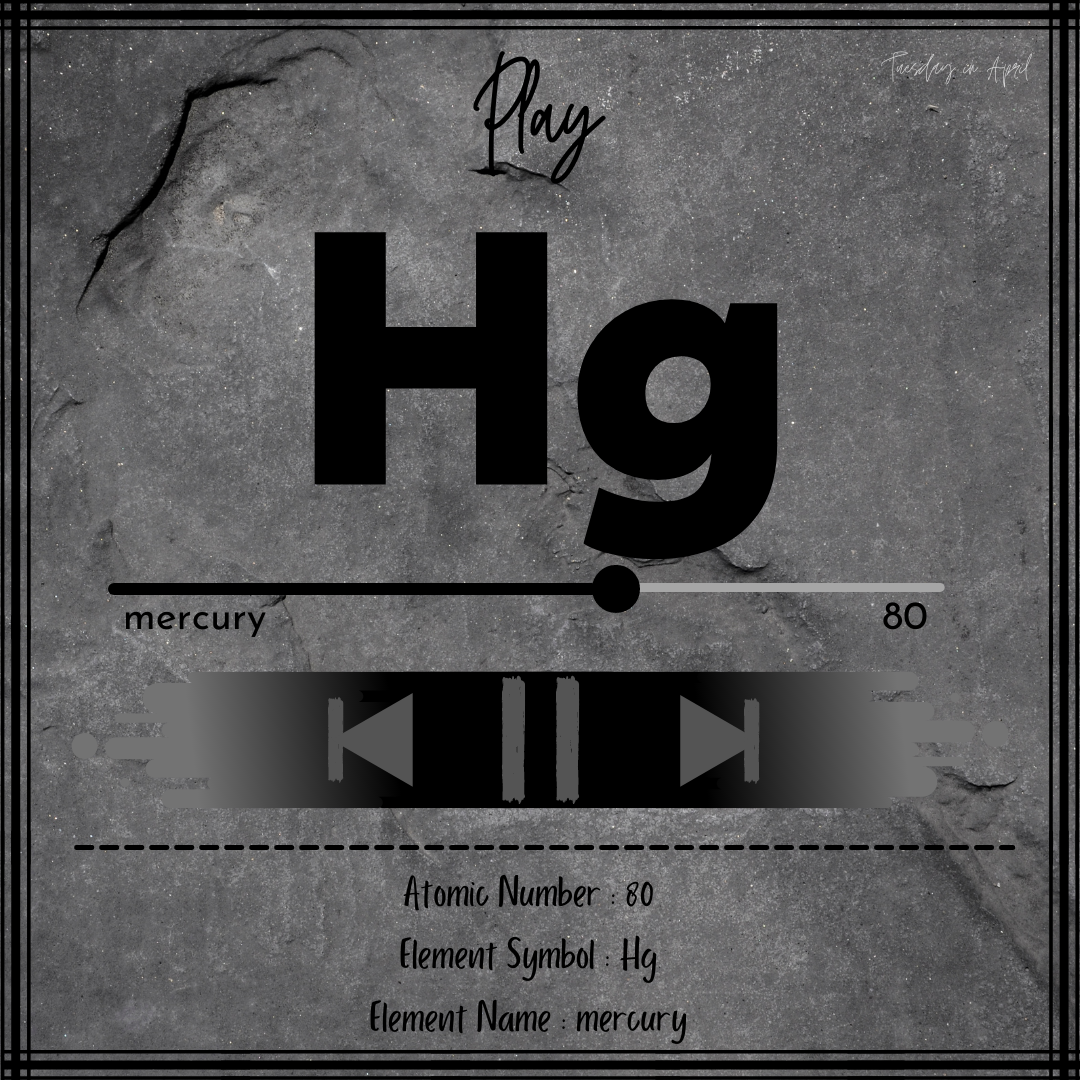 Tuesday in April
Play
Hg
mercury
80
Atomic Number : 80
Element Symbol : Hg
Element Name : mercury